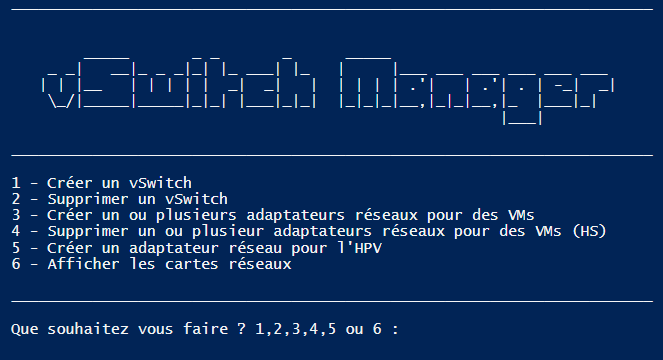 vSwitch Manager
1 - Créer un vSwitch
2 - Supprimer un vSwitch
3 - Créer un ou plusieurs adaptateurs réseaux pour des VMs
4 - Supprimer un ou plusieur adaptateurs réseaux pour des VMs (HS)
5 - Créer un adaptateur réseau pour l'HPV
6 - Afficher les cartes réseaux
Que souhaitez vous faire ? 1,2,3,4,5 ou 6 :